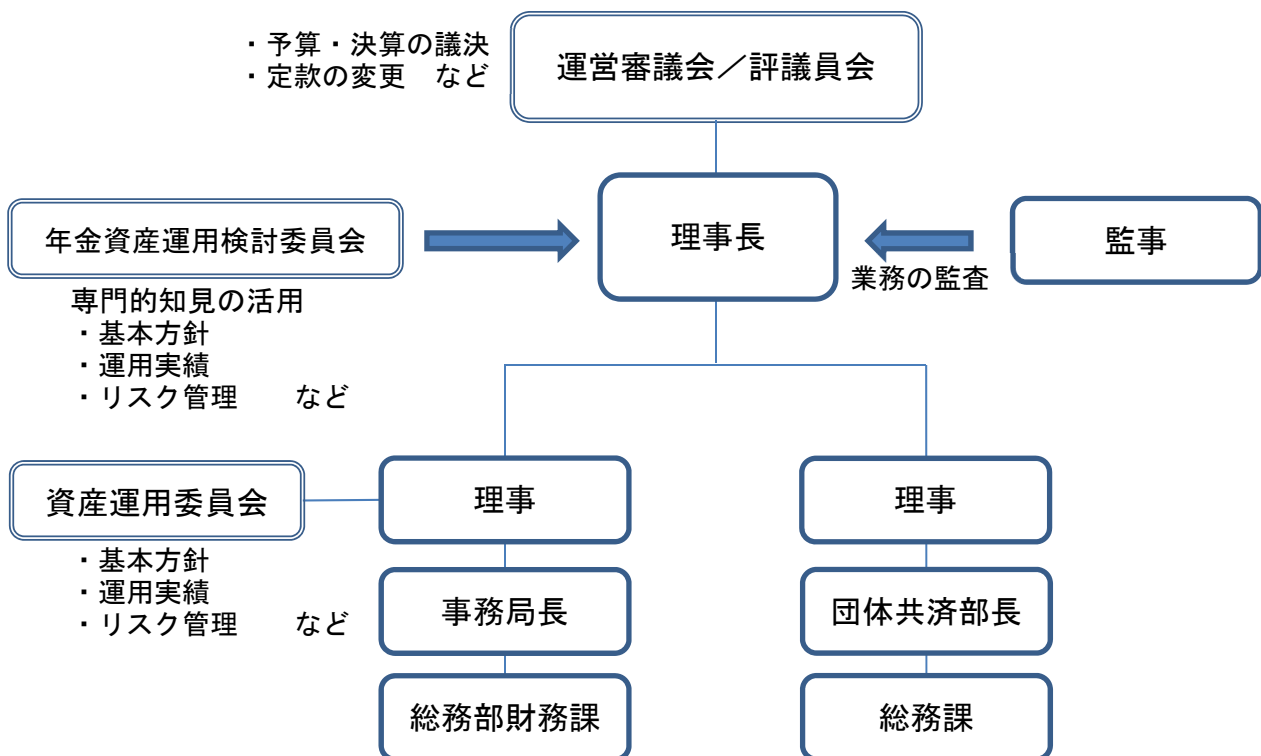 ・予算・決算の議決
・定款の変更　など
運営審議会／評議員会
年金資産運用検討委員会
理事長
監事
業務の監査
専門的知見の活用
・基本方針
・運用実績
・リスク管理　　など
資産運用委員会
理事
理事
・基本方針
・運用実績
・リスク管理　　など
事務局長
団体共済部長
総務部財務課
総務課